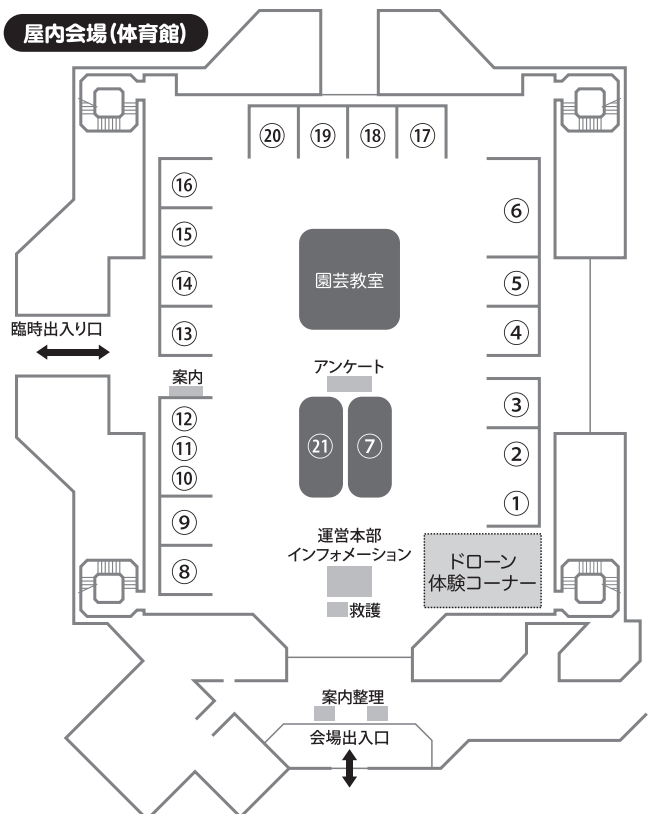 屋内会場(体育館)
⑳ ⑲ ⑱ ⑰
⑯
⑥
⑮
園芸教室
⑭
⑤
⑬
④
臨時出入り口
アンケート
案内
③
⑫
⑪
㉑ ⑦
②
⑩
①
⑨
運営本部
インフォメーション
ドローン
体験コーナー
⑧
救護
案内整理
会場出入口